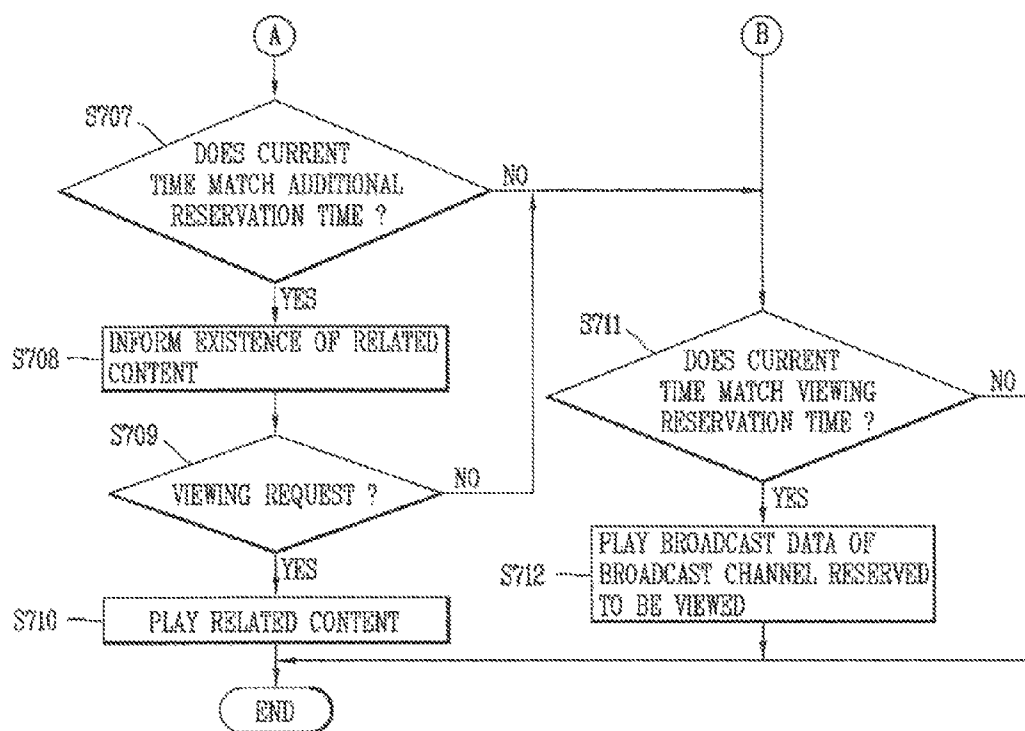 A
B
S707
DOES CURRENT
TIME MATCH ADDITIONAL
RESERVATION TIME ?
NO
YES
S708
INFORM EXISTENCE OF RELATED
CONTENT
S711
DOES CURRENT
TIME MATCH VIEWING
RESERVATION TIME ?
NO
S709
VIEWING REQUEST ?
NO
YES
YES
S712
PLAY BROADCAST DATA OF
BROADCAST CHANNEL RESERVED
TO BE VIEWED
S710
PLAY RELATED CONTENT
END